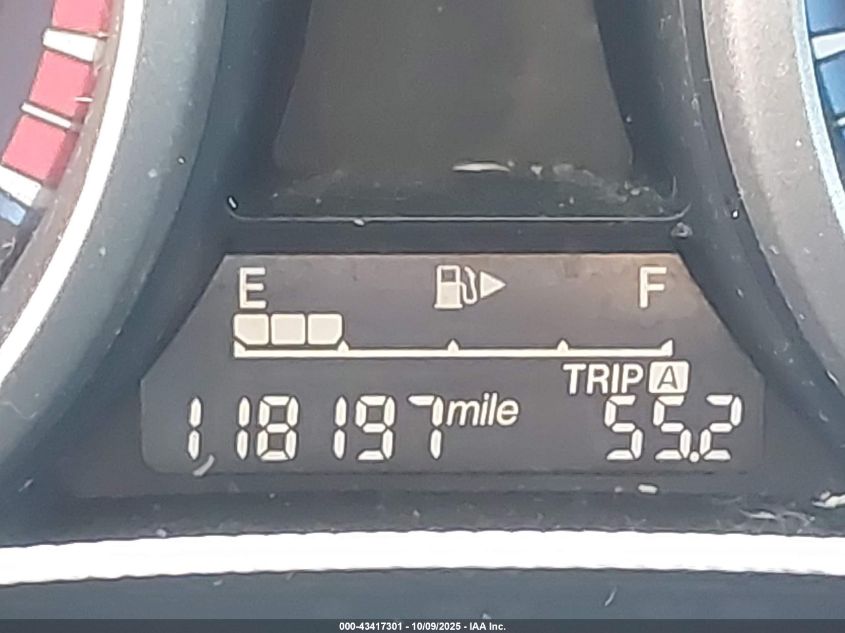 E F
TRIP A
118197 mile 55.2
000-43417301 - 10/09/2025 - IAA Inc.